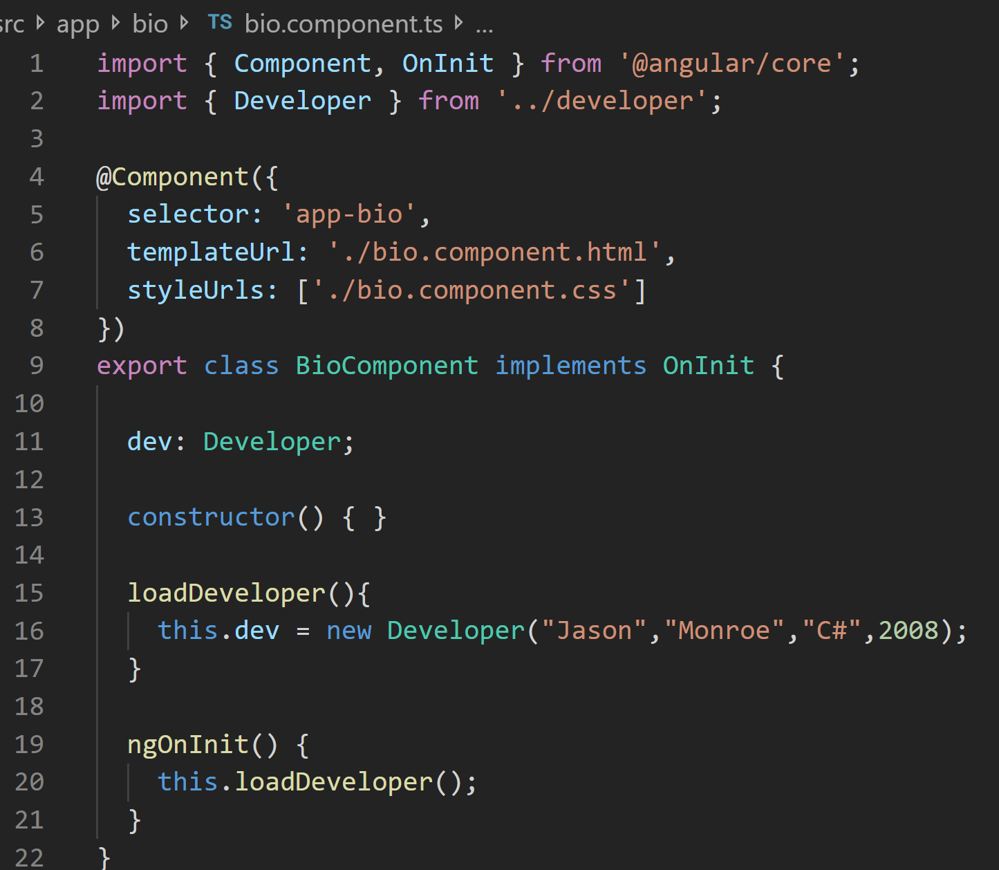 src > app > bio > TS bio.component.ts > ...
1 import { Component, OnInit } from '@angular/core';
2 import { Developer } from '../developer';
3
4 @Component({
5   selector: 'app-bio',
6   templateUrl: './bio.component.html',
7   styleUrls: ['./bio.component.css']
8 })
9 export class BioComponent implements OnInit {
10
11   dev: Developer;
12
13   constructor() { }
14
15   loadDeveloper(){
16     this.dev = new Developer("Jason","Monroe","C#",2008);
17   }
18
19   ngOnInit() {
20     this.loadDeveloper();
21   }
22 }